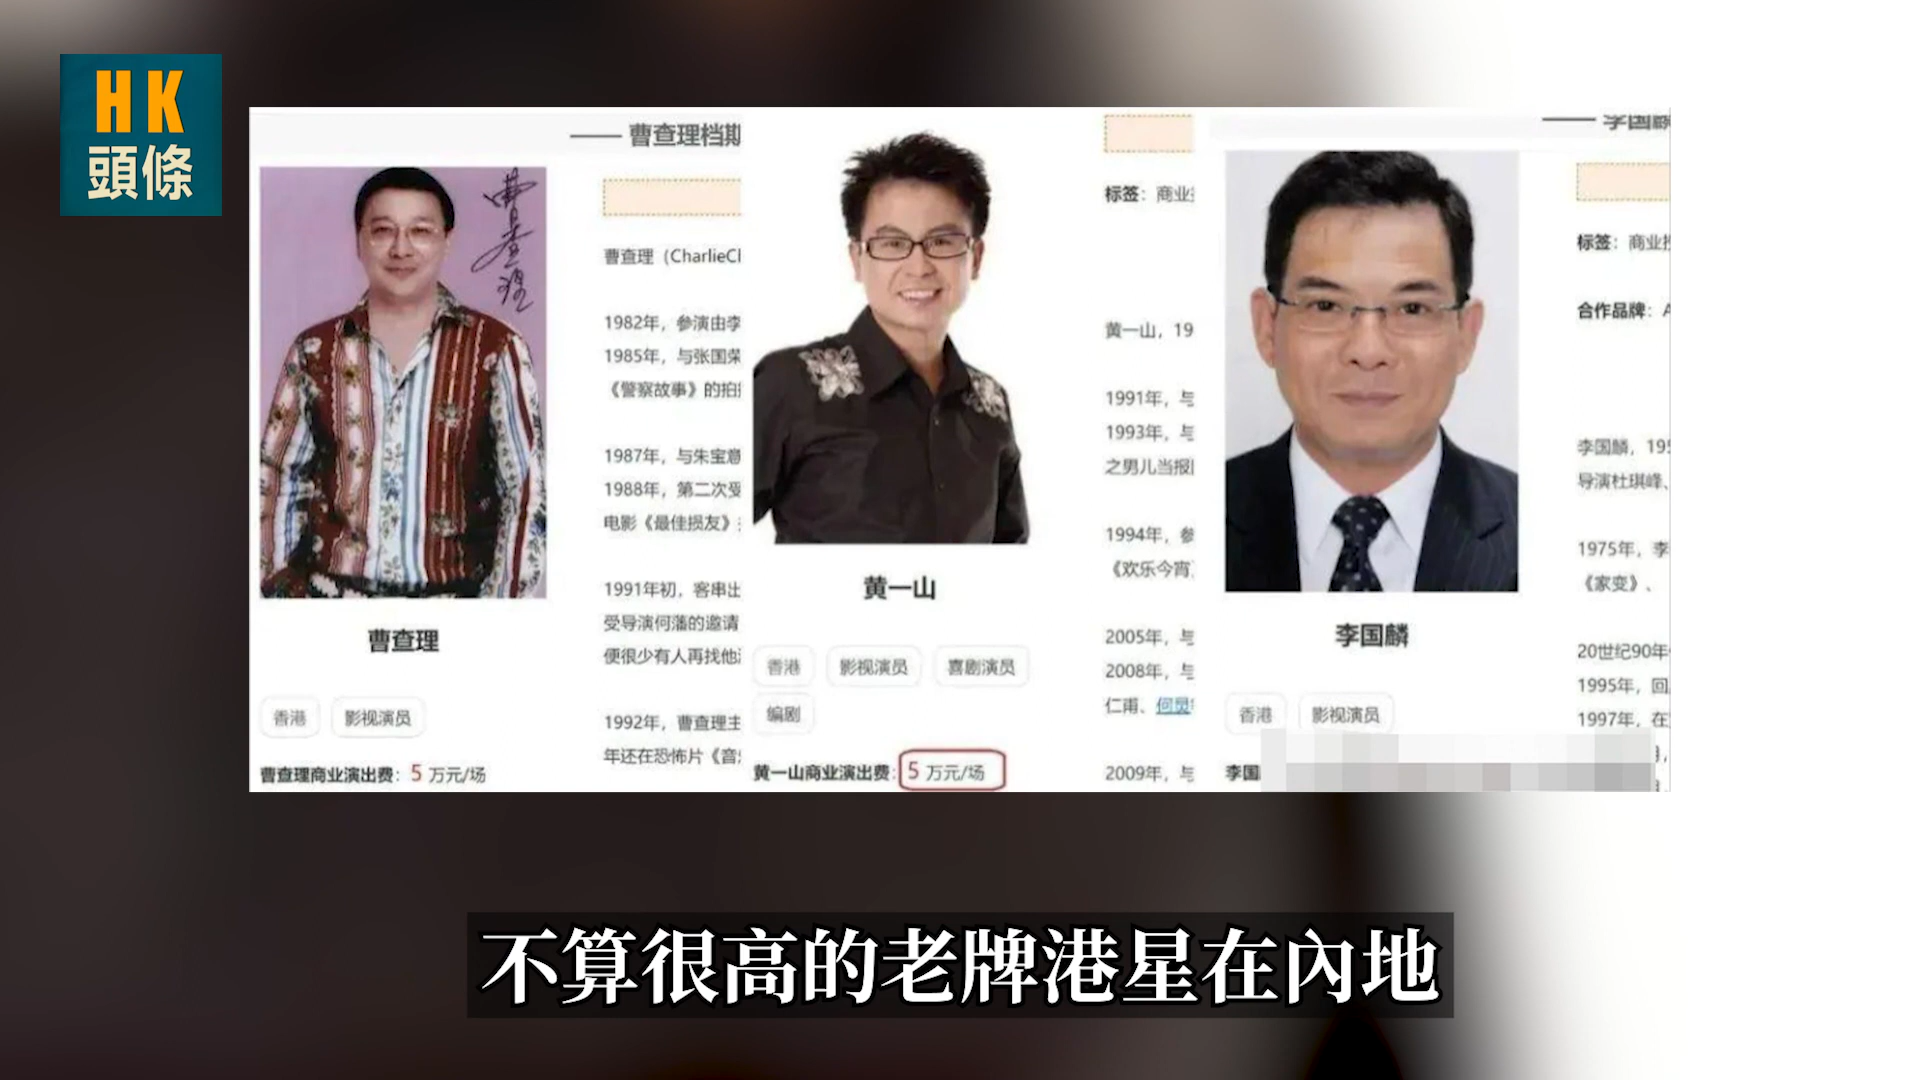 HK
頭條
曹查理
—— 曹查理档期
曹查理
香港
影视演员
曹查理商业演出费：5 万元/场
曹查理（CharlieCl
1982年，参演由李
1985年，与张国荣
《警察故事》的拍
1987年，与朱宝意
1988年，第二次受
电影《最佳损友》
1991年初，客串出
受导演何藩的邀请
便很少有人再找他
1992年，曹查理主
年还在恐怖片《音
黄一山
香港
影视演员
喜剧演员
编剧
黄一山商业演出费：5 万元/场
标签：商业
黄一山，19
1991年，与
1993年，与
之男儿当报
1994年，参
《欢乐今宵
2005年，与
2008年，与
仁甫、何炅
2009年，与
—— 李国麟
李国麟
香港
影视演员
李国
标签：商业
合作品牌：A
李国麟，195
导演杜琪峰、
1975年，李
《家变》、
20世纪90年
1995年，回
1997年，在
不算很高的老牌港星在內地